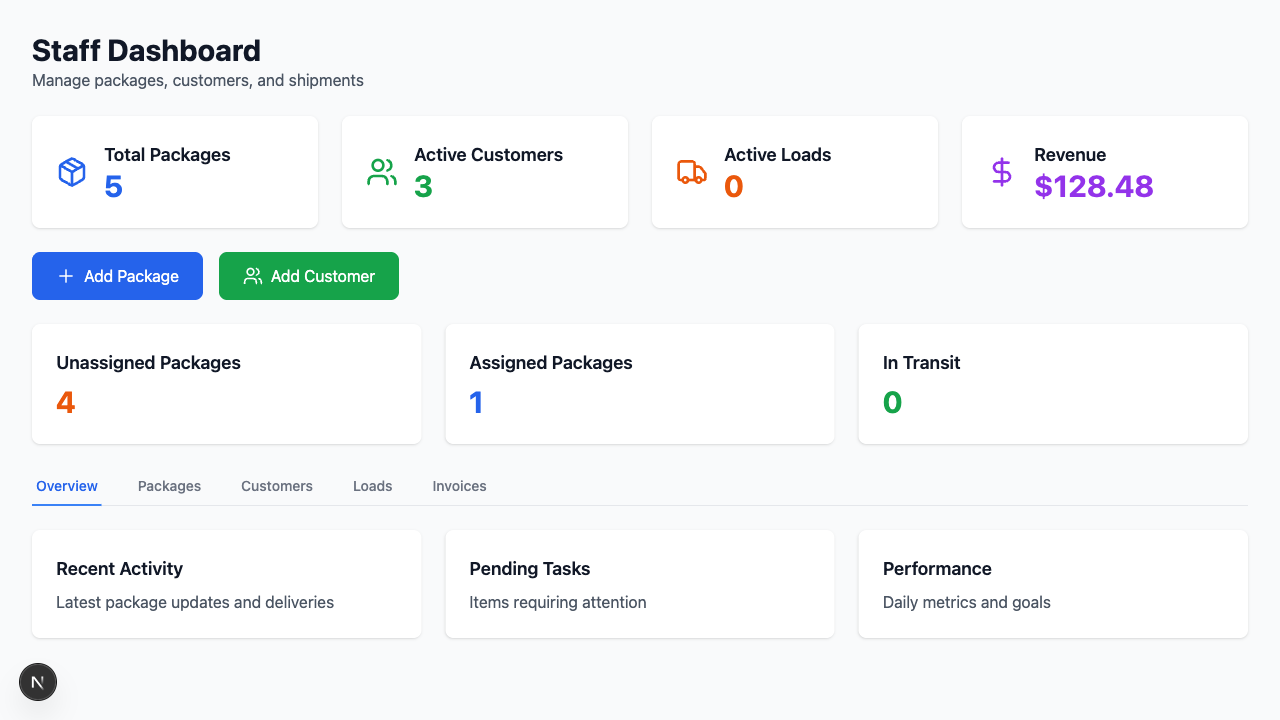 Staff Dashboard
Manage packages, customers, and shipments
Total Packages
5
Active Customers
3
Active Loads
0
Revenue
$128.48
Add Package
Add Customer
Unassigned Packages
4
Assigned Packages
1
In Transit
0
Overview
Packages
Customers
Loads
Invoices
Recent Activity
Latest package updates and deliveries
Pending Tasks
Items requiring attention
Performance
Daily metrics and goals
N